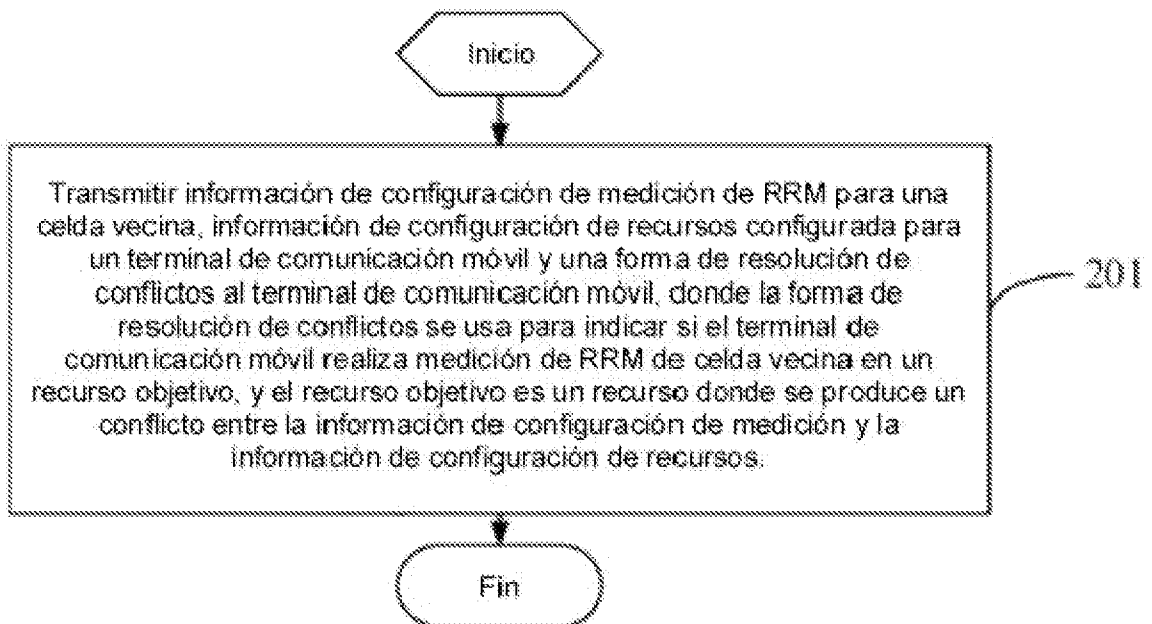 Inicio
Transmitir información de configuración de medición de RRM para una
celda vecina, información de configuración de recursos configurada para
un terminal de comunicación móvil y una forma de resolución de
conflictos al terminal de comunicación móvil, donde la forma de
resolución de conflictos se usa para indicar si el terminal de
comunicación móvil realiza medición de RRM de celda vecina en un
recurso objetivo, y el recurso objetivo es un recurso donde se produce un
conflicto entre la información de configuración de medición y la
información de configuración de recursos.
201
Fin